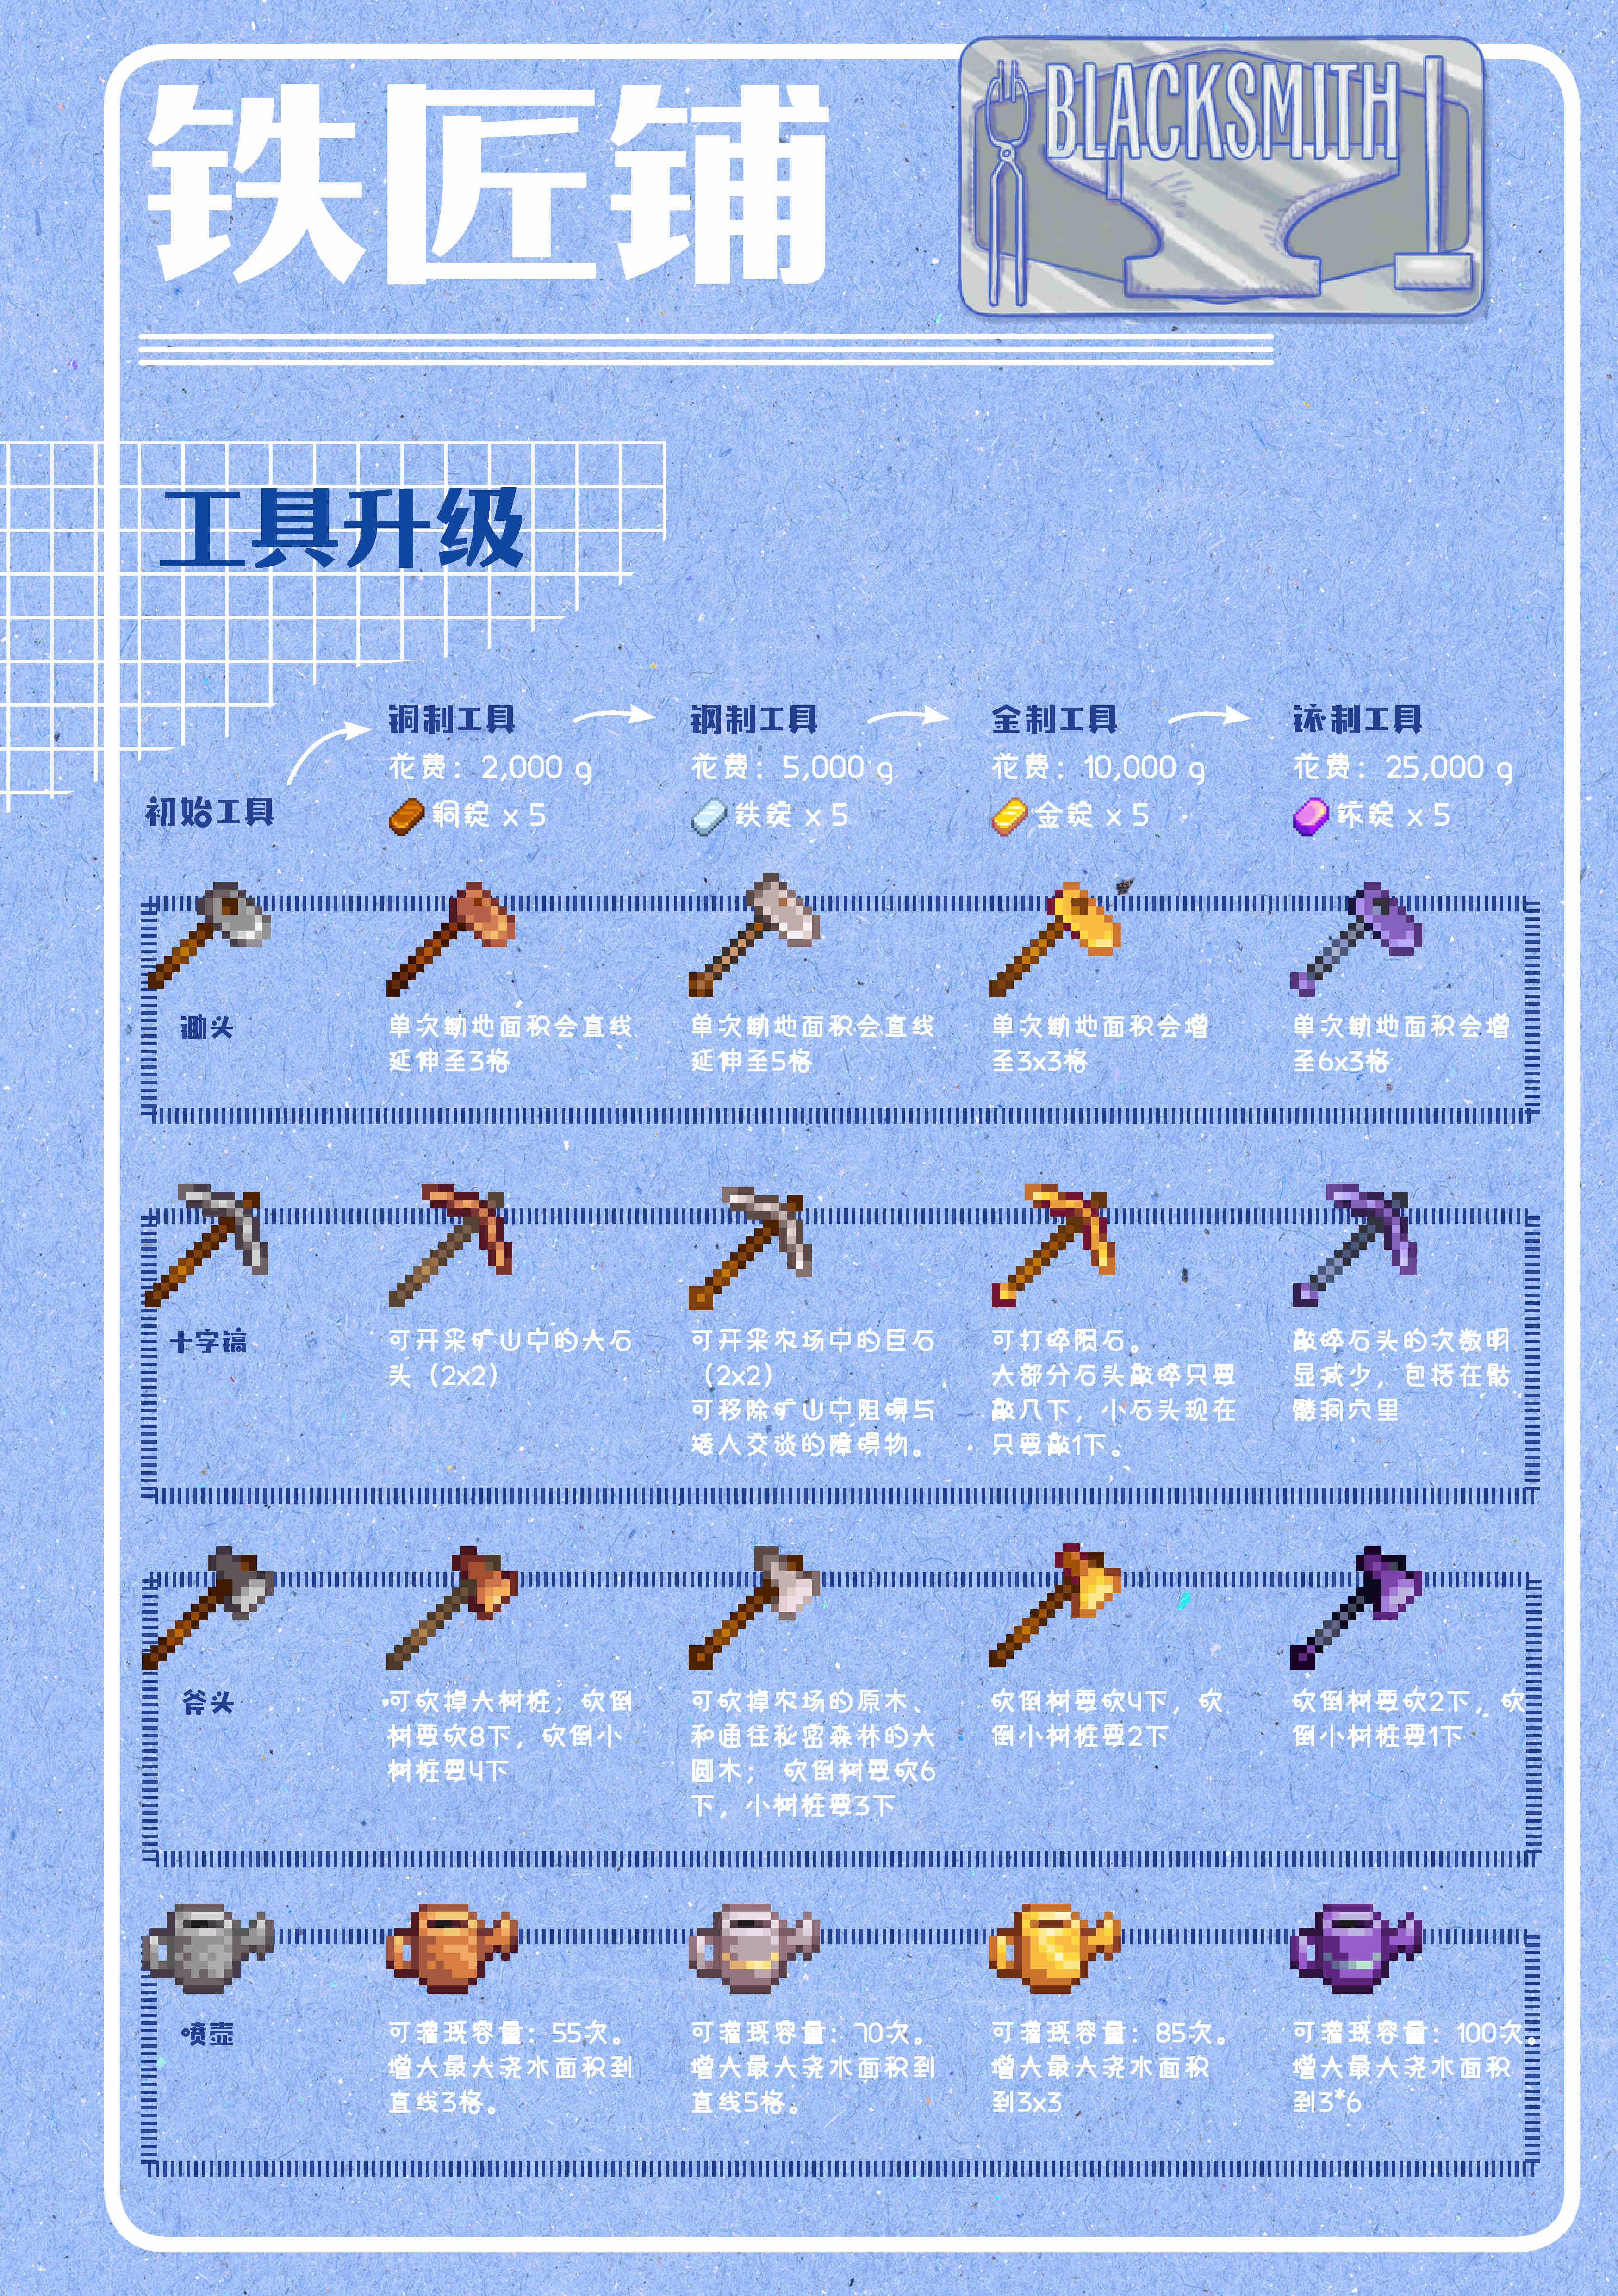 铁匠铺
BLACKSMITH
工具升级
初始工具
铜制工具
花费：2,000 g
铜锭 x 5
钢制工具
花费：5,000 g
铁锭 x 5
金制工具
花费：10,000 g
金锭 x 5
铱制工具
花费：25,000 g
铱锭 x 5
锄头
单次锄地面积会直线
延伸至3格
单次锄地面积会直线
延伸至5格
单次锄地面积会增
至3x3格
单次锄地面积会增
至6x3格
十字镐
可开采矿山中的大石
头（2x2）
可开采农场中的巨石
（2x2）
可移除矿山中阻碍与
矮人交谈的障碍物。
可打碎陨石。
大部分石头敲碎只要
敲几下，小石头现在
只要敲1下。
敲碎石头的次数明
显减少，包括在骷
髅洞穴里
斧头
可砍掉大树桩；砍倒
树要砍8下，砍倒小
树桩要4下
可砍掉农场的原木、
和通往秘密森林的大
圆木； 砍倒树要砍6
下，小树桩要3下
砍倒树要砍4下，砍
倒小树桩要2下
砍倒树要砍2下，砍
倒小树桩要1下
喷壶
可灌溉容量：55次。
增大最大浇水面积到
直线3格。
可灌溉容量：70次。
增大最大浇水面积到
直线5格。
可灌溉容量：85次。
增大最大浇水面积
到3x3
可灌溉容量：100次。
增大最大浇水面积
到3*6